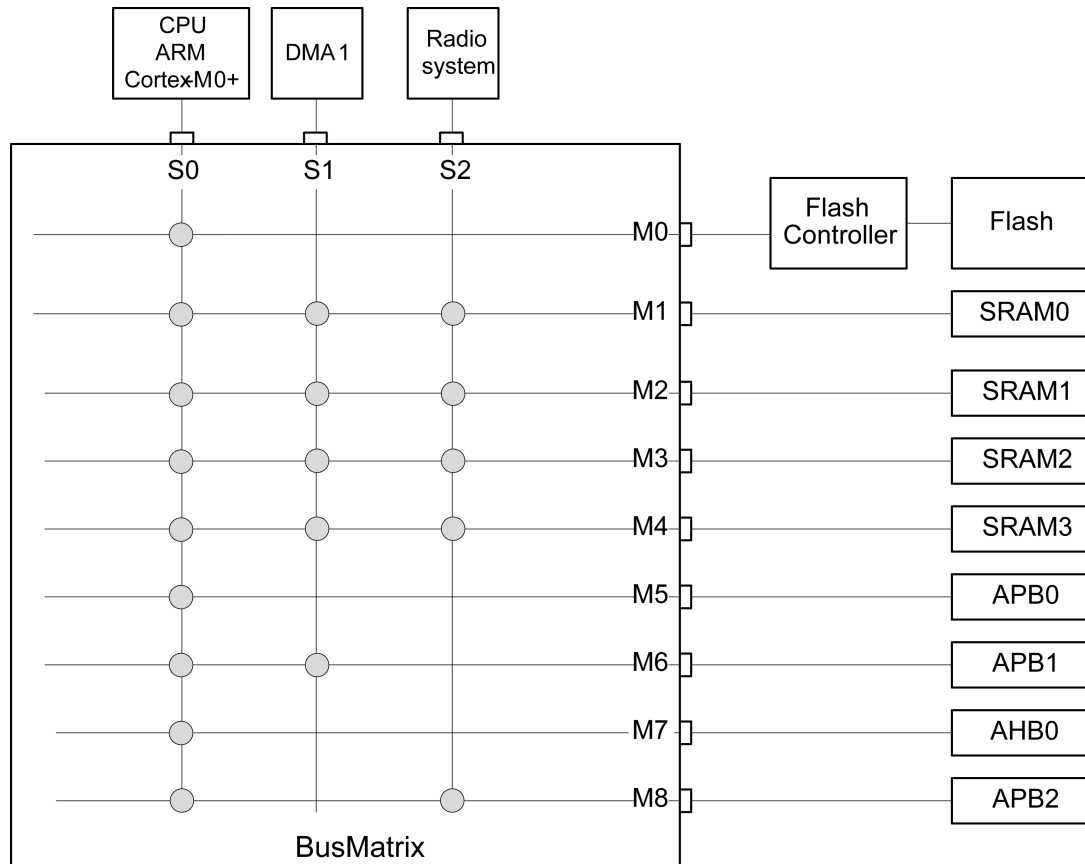 CPU
ARM
Cortex-M0+
DMA1
Radio
system
S0
S1
S2
M0
Flash
Controller
Flash
M1
SRAM0
M2
SRAM1
M3
SRAM2
M4
SRAM3
M5
APB0
M6
APB1
M7
AHB0
M8
APB2
BusMatrix